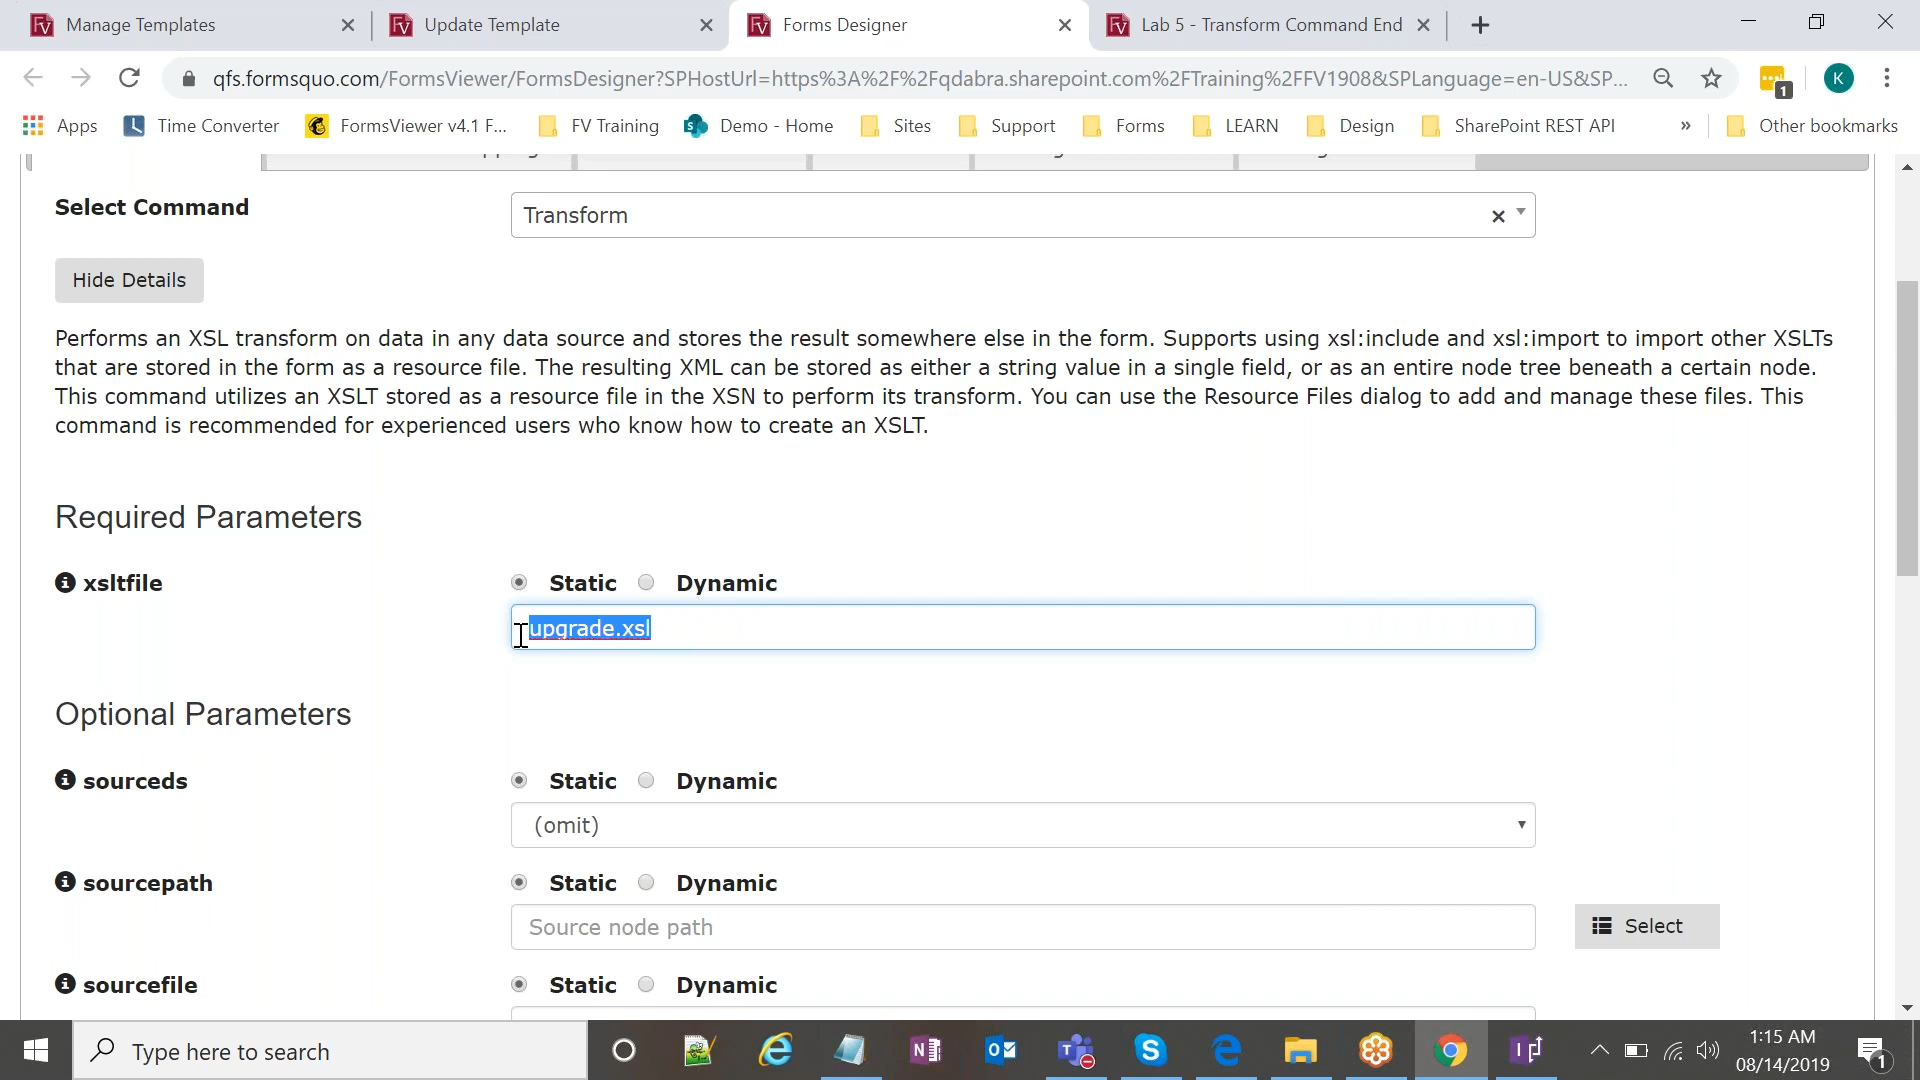 Manage Templates
Update Template
Forms Designer
Lab 5 - Transform Command End
qfs.formsquo.com/FormsViewer/FormsDesigner?SPHostUrl=https%3A%2F%2Fqdabra.sharepoint.com%2FTraining%2FFV1908&SPLanguage=en-US&SP...
K
1
Apps
Time Converter
FormsViewer v4.1 F...
FV Training
Demo - Home
Sites
Support
Forms
LEARN
Design
SharePoint REST API
»
Other bookmarks
Select Command
Transform
Hide Details
Performs an XSL transform on data in any data source and stores the result somewhere else in the form. Supports using xsl:include and xsl:import to import other XSLTs
that are stored in the form as a resource file. The resulting XML can be stored as either a string value in a single field, or as an entire node tree beneath a certain node.
This command utilizes an XSLT stored as a resource file in the XSN to perform its transform. You can use the Resource Files dialog to add and manage these files. This
command is recommended for experienced users who know how to create an XSLT.
Required Parameters
xsltfile
Static
Dynamic
upgrade.xsl
Optional Parameters
sourceds
Static
Dynamic
(omit)
sourcepath
Static
Dynamic
Source node path
Select
sourcefile
Static
Dynamic
Type here to search
1:15 AM
08/14/2019
1